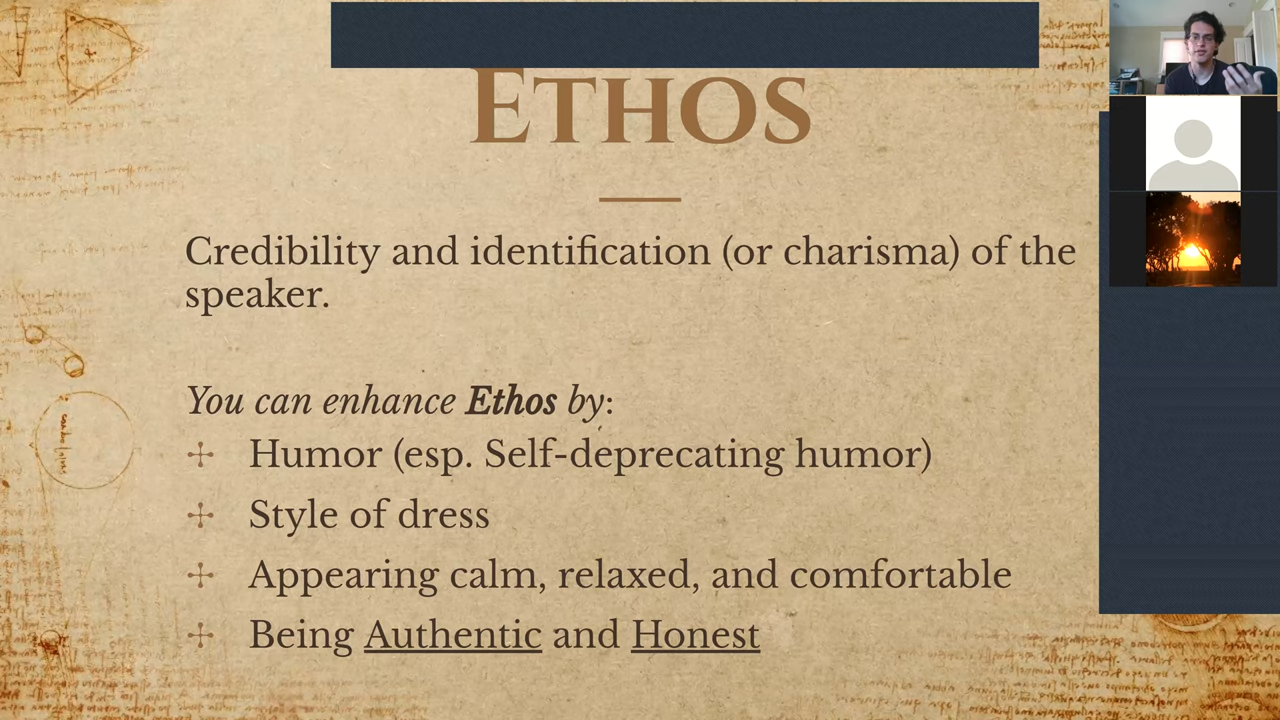 Ethos
Credibility and identification (or charisma) of the
speaker.
You can enhance Ethos by:
Humor (esp. Self-deprecating humor)
Style of dress
Appearing calm, relaxed, and comfortable
Being Authentic and Honest